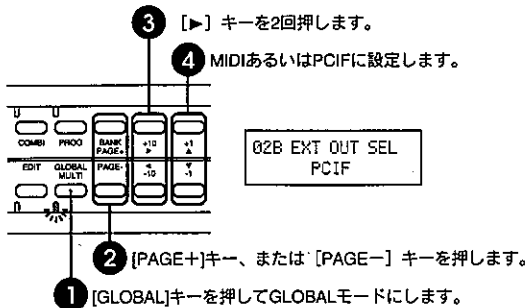 3 [▶] キーを2回押します。
4 MIDIあるいはPCIFに設定します。
COMBI PROG BANK PAGE+ +10 ▶ +1 ▲
EDIT GLOBAL MULTI PAGE- ◀ -10 ▼ -1
02B EXT OUT SEL
PCIF
2 [PAGE+]キー、または [PAGE−] キーを押します。
1 [GLOBAL]キーを押してGLOBALモードにします。